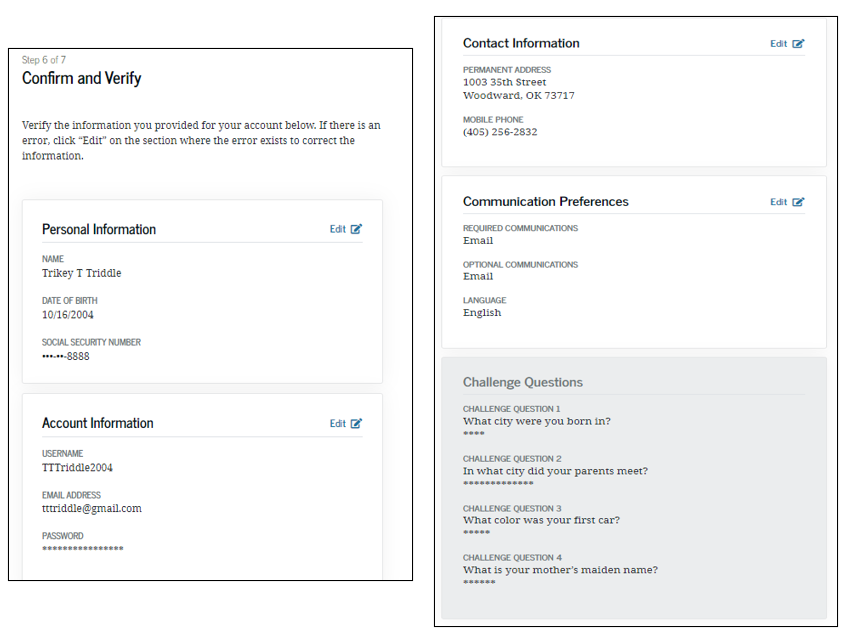 Step 6 of 7
Confirm and Verify
Verify the information you provided for your account below. If there is an
error, click “Edit” on the section where the error exists to correct the
information.
Personal Information
Edit
NAME
Trikey T Triddle
DATE OF BIRTH
10/16/2004
SOCIAL SECURITY NUMBER
•••-••-8888
Account Information
Edit
USERNAME
TTTriddle2004
EMAIL ADDRESS
tttriddle@gmail.com
PASSWORD
****************
Contact Information
Edit
PERMANENT ADDRESS
1003 35th Street
Woodward, OK 73717
MOBILE PHONE
(405) 256-2832
Communication Preferences
Edit
REQUIRED COMMUNICATIONS
Email
OPTIONAL COMMUNICATIONS
Email
LANGUAGE
English
Challenge Questions
CHALLENGE QUESTION 1
What city were you born in?
****
CHALLENGE QUESTION 2
In what city did your parents meet?
*************
CHALLENGE QUESTION 3
What color was your first car?
*****
CHALLENGE QUESTION 4
What is your mother's maiden name?
******